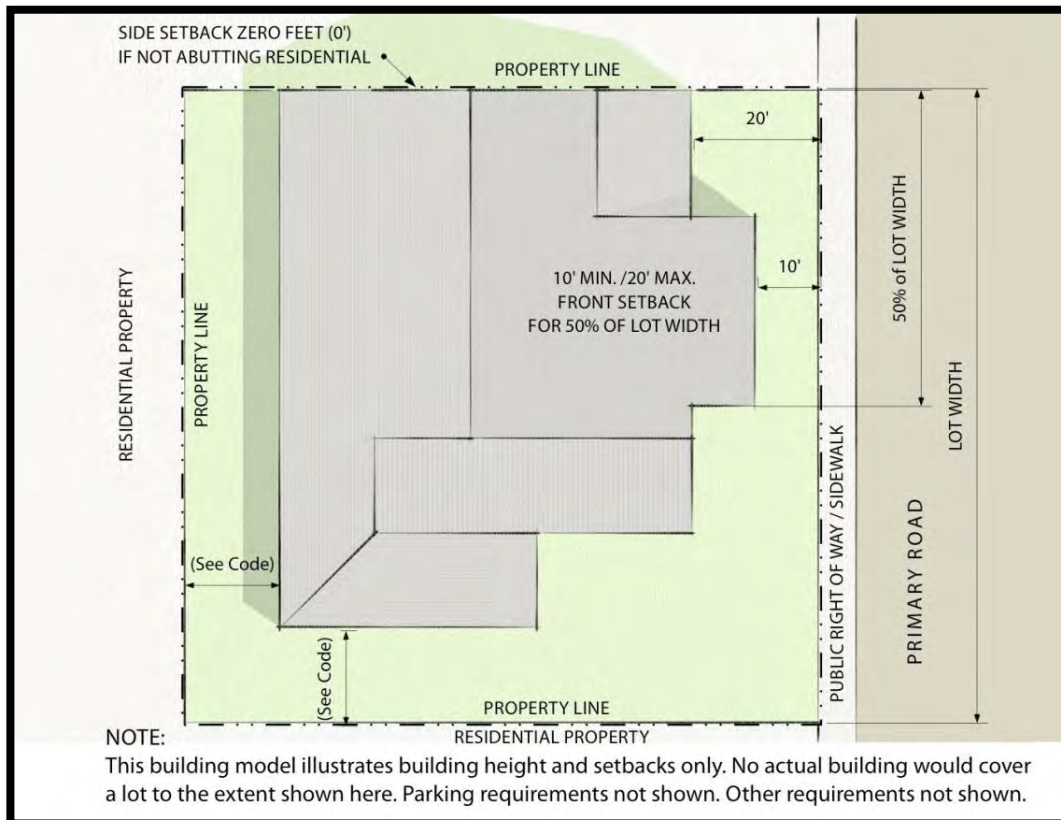 SIDE SETBACK ZERO FEET (0')
IF NOT ABUTTING RESIDENTIAL
PROPERTY LINE
20'
10'
10' MIN. /20' MAX.
FRONT SETBACK
FOR 50% OF LOT WIDTH
50% of LOT WIDTH
LOT WIDTH
RESIDENTIAL PROPERTY
PROPERTY LINE
PUBLIC RIGHT OF WAY / SIDEWALK
PRIMARY ROAD
(See Code)
(See Code)
PROPERTY LINE
RESIDENTIAL PROPERTY
NOTE:
This building model illustrates building height and setbacks only. No actual building would cover
a lot to the extent shown here. Parking requirements not shown. Other requirements not shown.